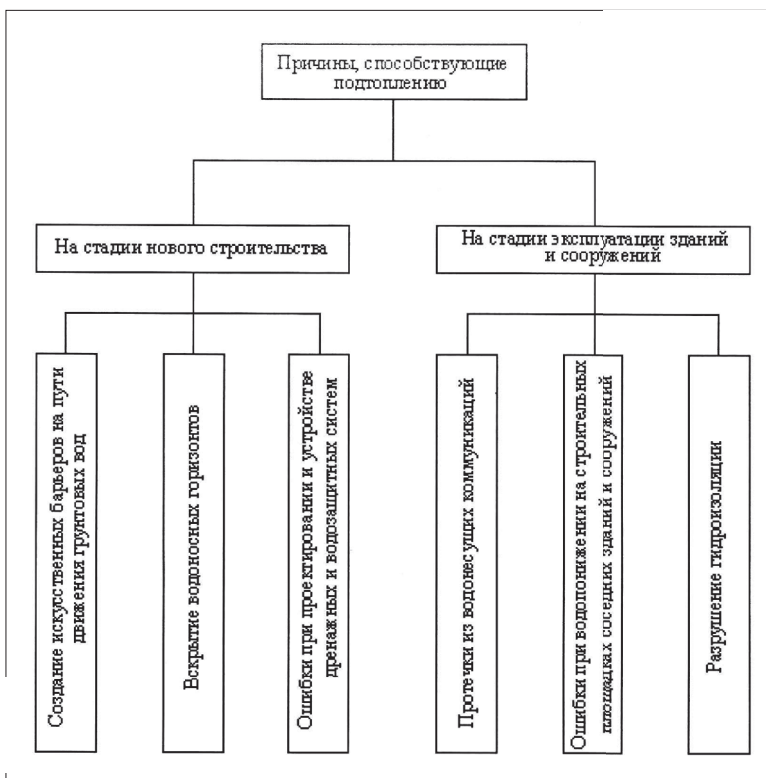 Причины, способствующие
подтоплению
На стадии нового строительства
На стадии эксплуатации зданий
и сооружений
Создание искусственных барьеров на пути
движения грунтовых вод
Вскрытие водоносных горизонтов
Ошибки при проектировании и устройстве
дренажных и водозащитных систем
Протечки из водонесущих коммуникаций
Ошибки при водопонижении на строительных
площадках соседних зданий и сооружений
Разрушение гидроизоляции